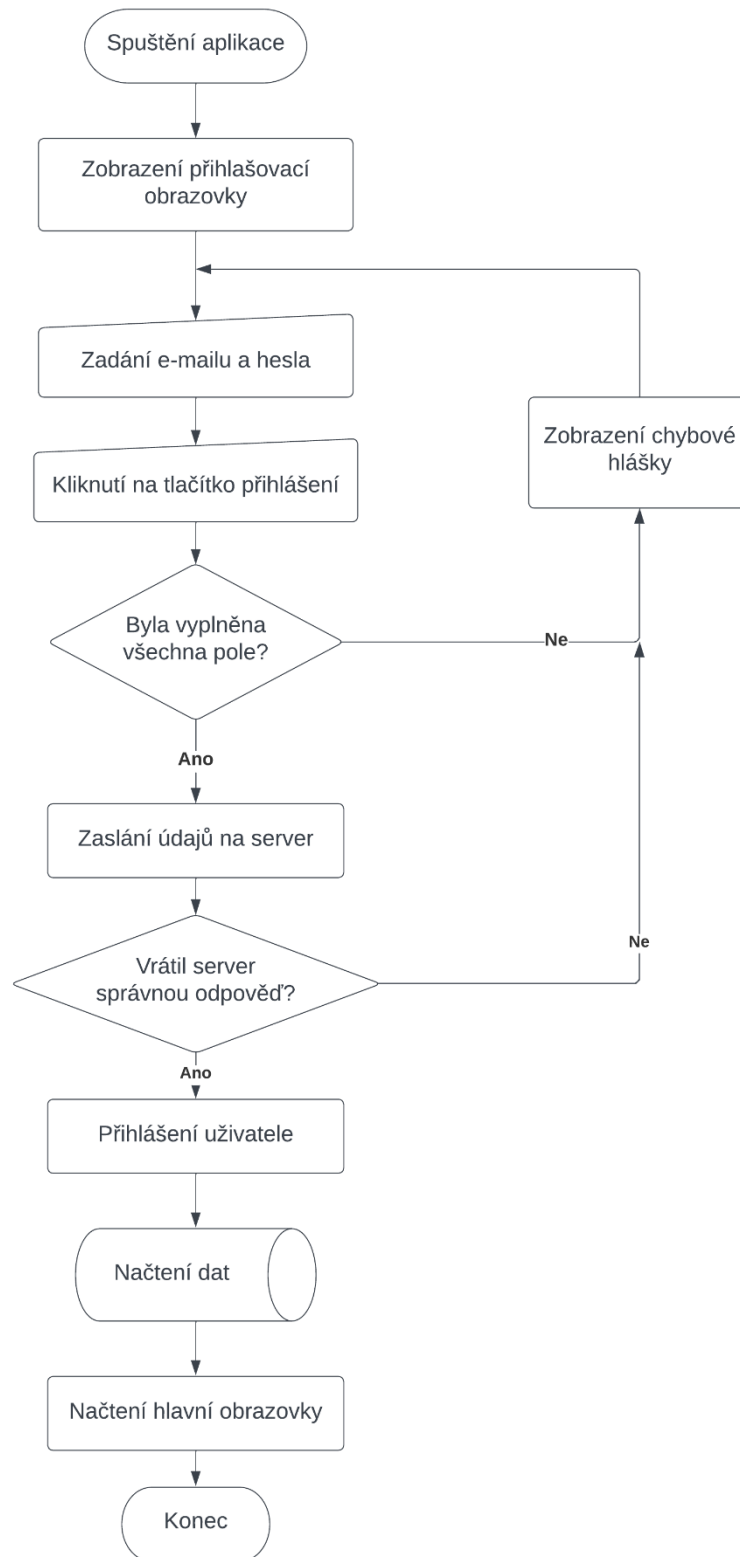 Spuštění aplikace
Zobrazení přihlašovací
obrazovky
Zadání e-mailu a hesla
Zobrazení chybové
hlášky
Kliknutí na tlačítko přihlášení
Byla vyplněna
všechna pole?
Ne
Ano
Zaslání údajů na server
Ne
Vrátil server
správnou odpověď?
Ano
Přihlášení uživatele
Načtení dat
Načtení hlavní obrazovky
Konec